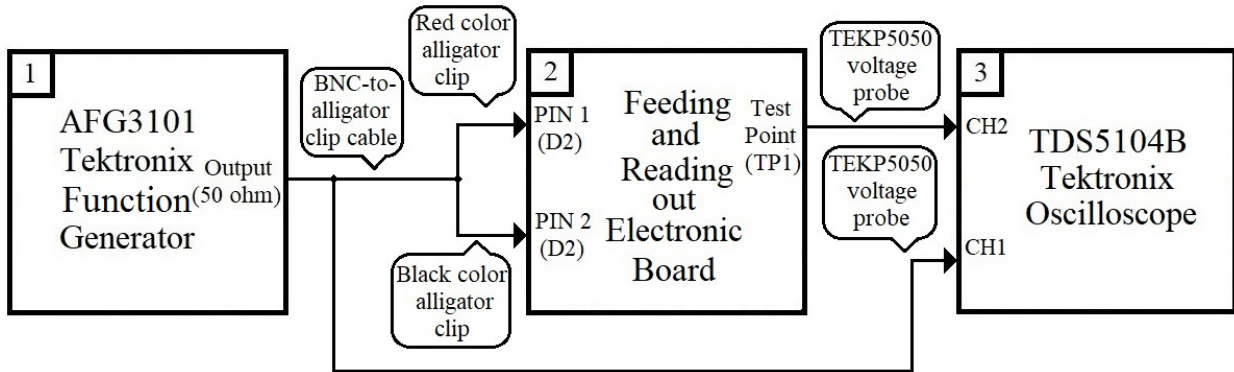 1
AFG3101
Tektronix
Function
Generator
Output
(50 ohm)
BNC-to-
alligator
clip cable
Red color
alligator
clip
Black color
alligator
clip
2
PIN 1
(D2)
PIN 2
(D2)
Feeding
and
Reading
out
Electronic
Board
Test
Point
(TP1)
TEKP5050
voltage
probe
TEKP5050
voltage
probe
3
CH2
CH1
TDS5104B
Tektronix
Oscilloscope